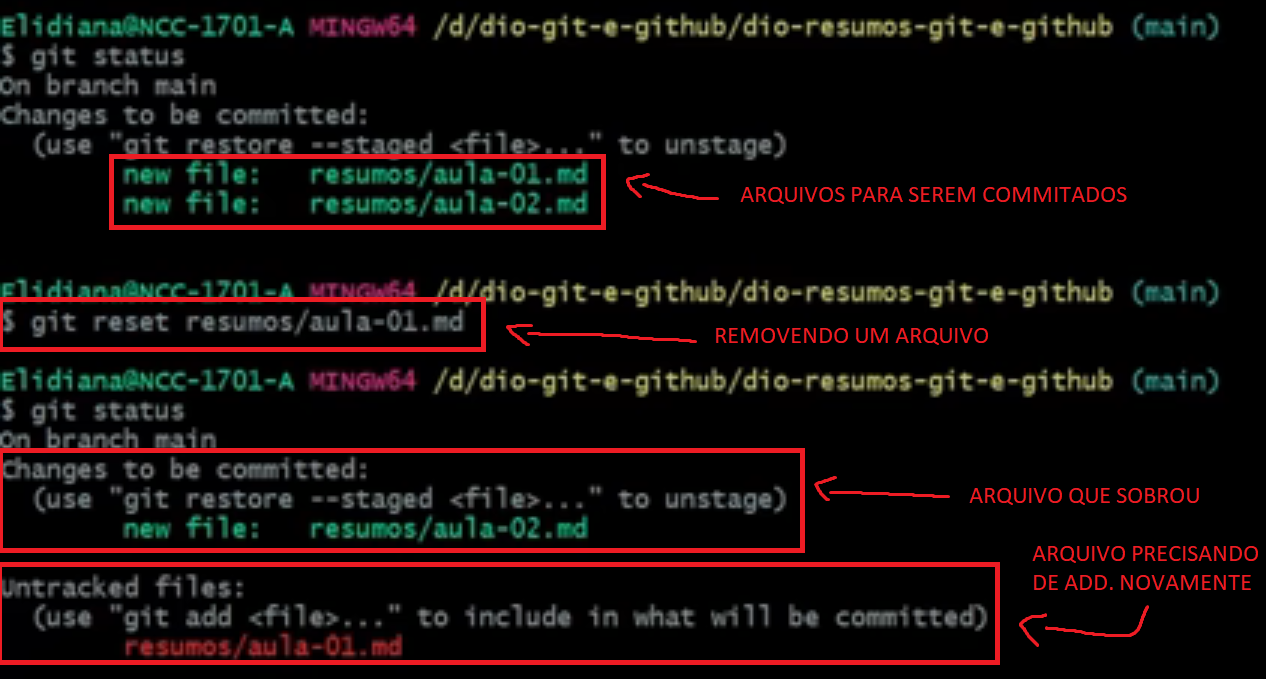 Elidiana@NCC-1701-A MINGW64 /d/dio-git-e-github/dio-resumos-git-e-github (main)
$ git status
On branch main
Changes to be committed:
(use "git restore --staged <file>..." to unstage)
new file: resumos/aula-01.md
new file: resumos/aula-02.md
ARQUIVOS PARA SEREM COMMITADOS
Elidiana@NCC-1701-A MINGW64 /d/dio-git-e-github/dio-resumos-git-e-github (main)
$ git reset resumos/aula-01.md
REMOVENDO UM ARQUIVO
Elidiana@NCC-1701-A MINGW64 /d/dio-git-e-github/dio-resumos-git-e-github (main)
$ git status
On branch main
Changes to be committed:
(use "git restore --staged <file>..." to unstage)
new file: resumos/aula-02.md
ARQUIVO QUE SOBROU
Untracked files:
(use "git add <file>..." to include in what will be committed)
resumos/aula-01.md
ARQUIVO PRECISANDO
DE ADD. NOVAMENTE